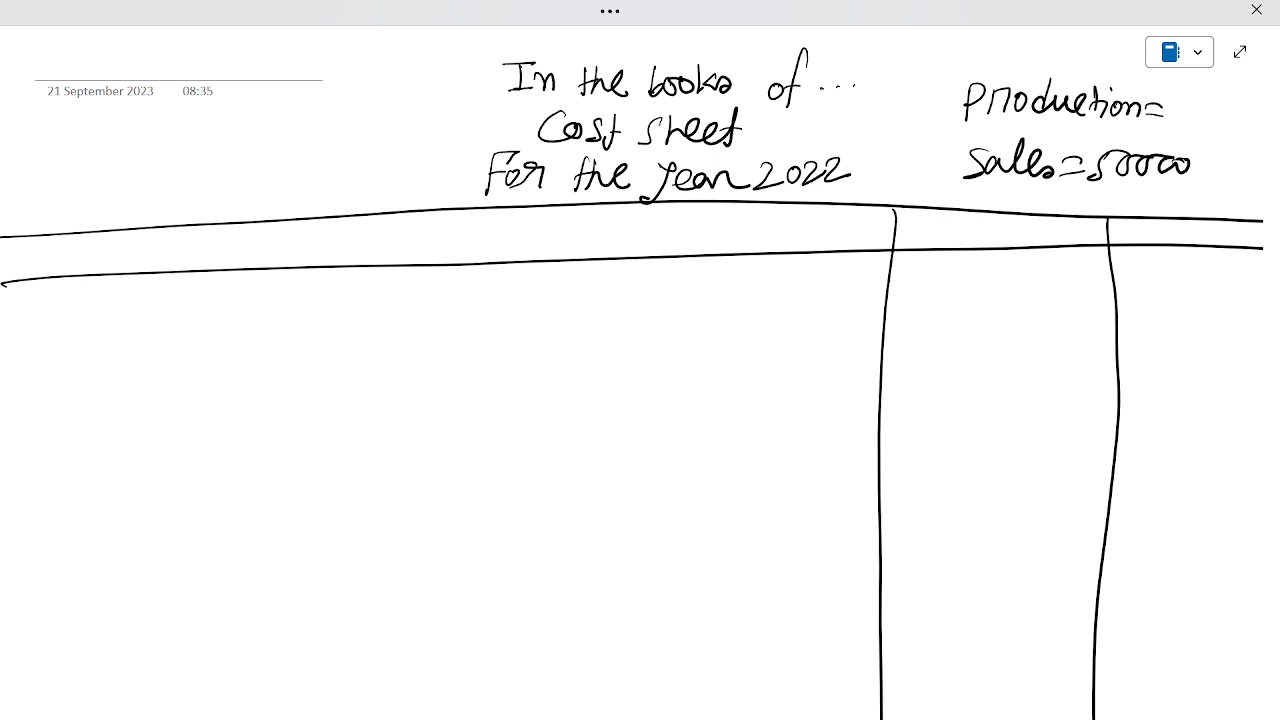 21 September 2023 08:35
In the books of ...
Cost sheet
For the year 2022
Production=
Sales=50000